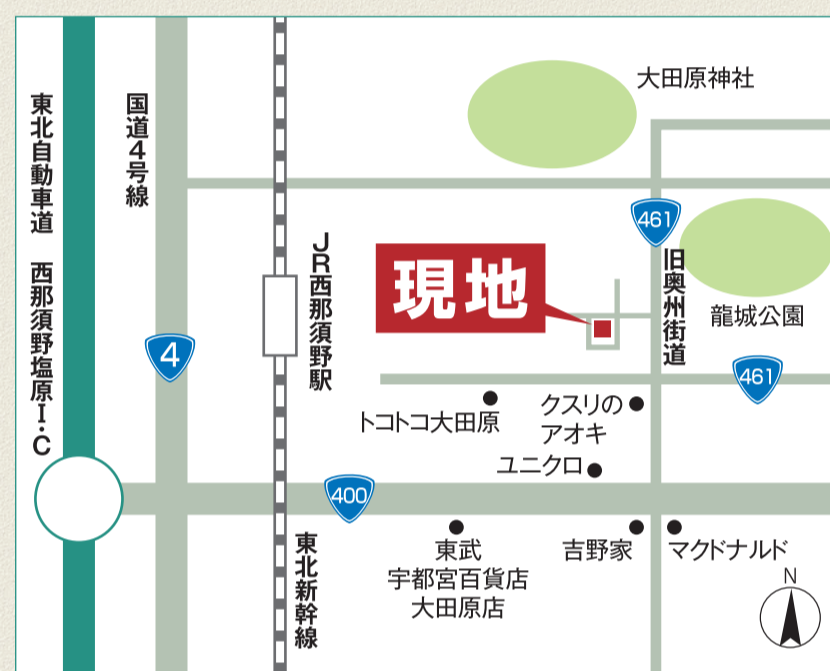 東北自動車道　西那須野塩原I・C
国道4号線
4
JR西那須野駅
大田原神社
461
旧奥州街道
龍城公園
現地
461
トコトコ大田原
クスリの
アオキ
ユニクロ
400
東北新幹線
東武
宇都宮百貨店
大田原店
吉野家
マクドナルド
N